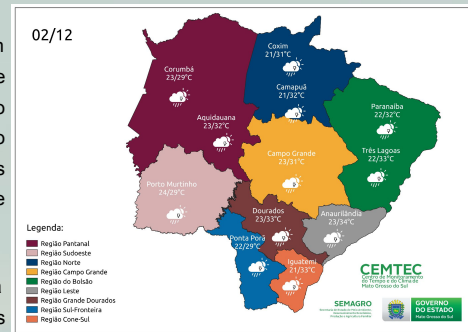 02/12
Coxim
21/31°C
Corumbá
23/29°C
Camapuã
21/32°C
Paranaíba
22/32°C
Aquidauana
23/32°C
Três Lagoas
22/33°C
Campo Grande
23/31°C
Porto Murtinho
24/29°C
Dourados
23/33°C
Anaurilândia
23/34°C
Ponta Porã
22/29°C
Iguatemi
21/33°C
Legenda:
Região Pantanal
Região Sudoeste
Região Norte
Região Campo Grande
Região do Bolsão
Região Leste
Região Grande Dourados
Região Sul-Fronteira
Região Cone-Sul
CEMTEC
Centro de Monitoramento
do Tempo e do Clima de
Mato Grosso do Sul
SEMAGRO
GOVERNO
DO ESTADO
Mato Grosso do Sul